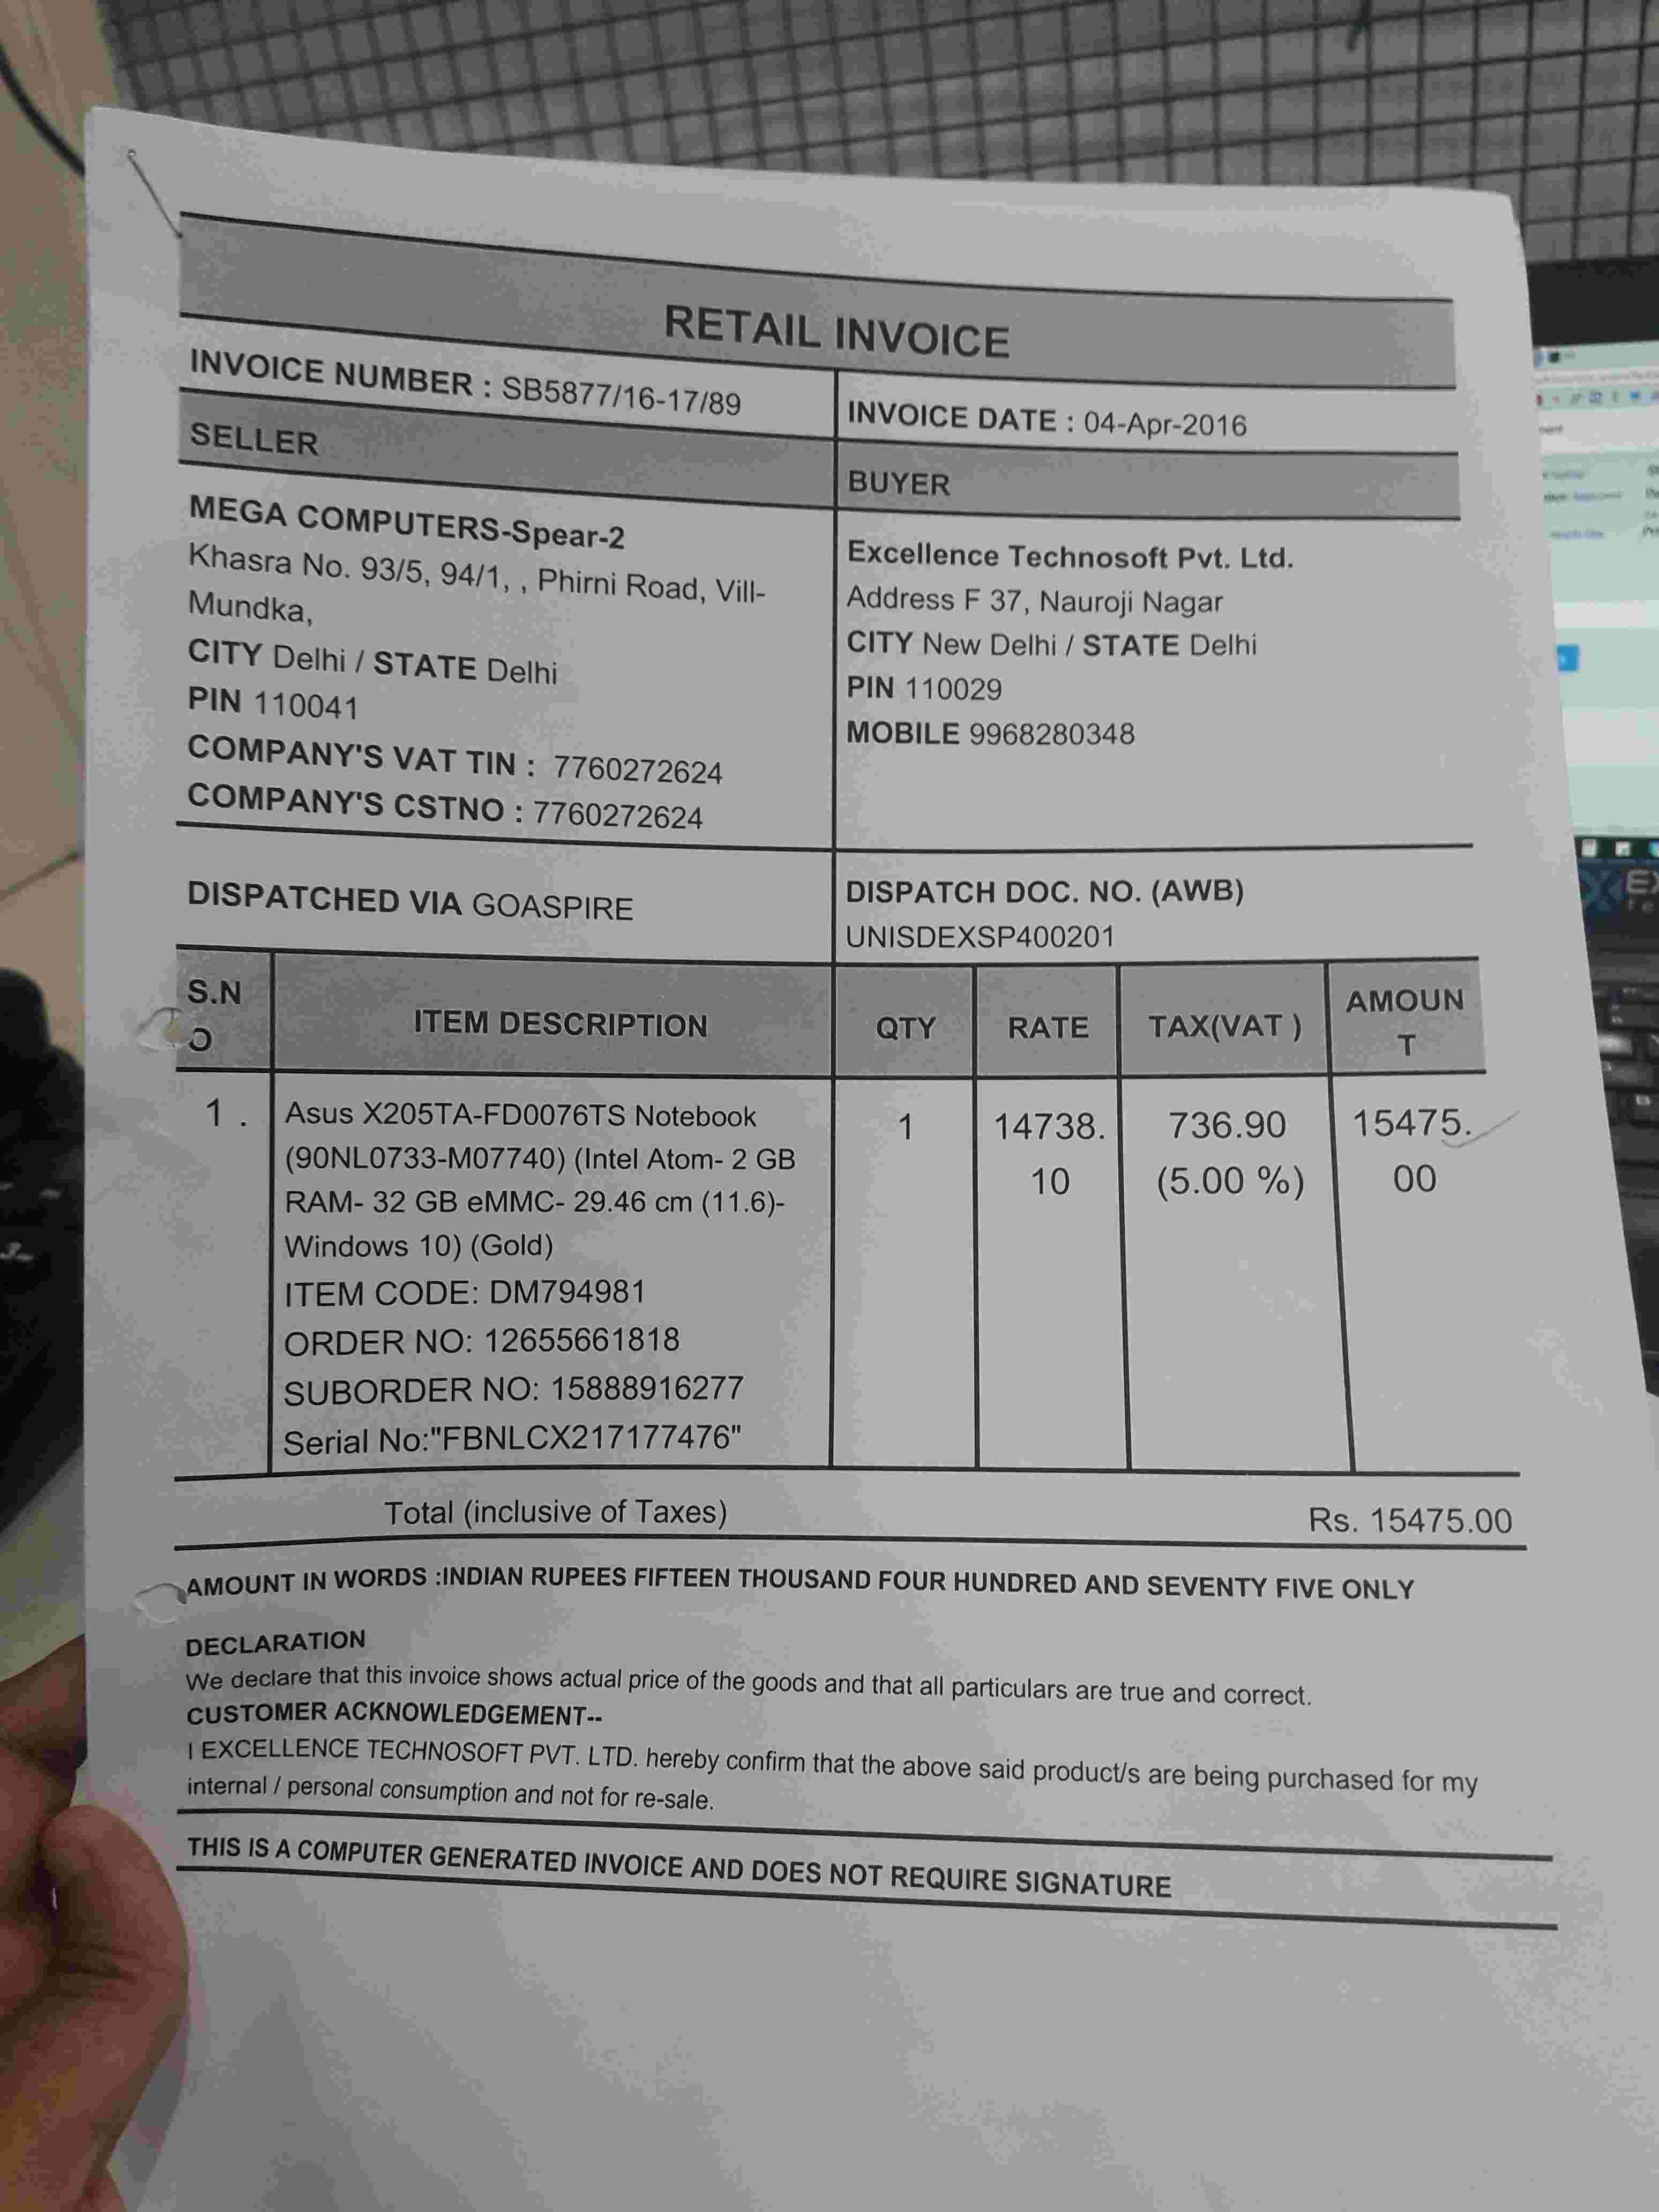 RETAIL INVOICE
INVOICE NUMBER : SB5877/16-17/89
INVOICE DATE : 04-Apr-2016
SELLER
BUYER
MEGA COMPUTERS-Spear-2
Khasra No. 93/5, 94/1, , Phirni Road, Vill-
Mundka,
CITY Delhi / STATE Delhi
PIN 110041
COMPANY'S VAT TIN : 7760272624
COMPANY'S CSTNO : 7760272624
Excellence Technosoft Pvt. Ltd.
Address F 37, Nauroji Nagar
CITY New Delhi / STATE Delhi
PIN 110029
MOBILE 9968280348
DISPATCHED VIA GOASPIRE
DISPATCH DOC. NO. (AWB)
UNISDEXSP400201
S.N
O
ITEM DESCRIPTION
QTY
RATE
TAX(VAT )
AMOUN
T
1 .
Asus X205TA-FD0076TS Notebook
(90NL0733-M07740) (Intel Atom- 2 GB
RAM- 32 GB eMMC- 29.46 cm (11.6)-
Windows 10) (Gold)
ITEM CODE: DM794981
ORDER NO: 12655661818
SUBORDER NO: 15888916277
Serial No:"FBNLCX217177476"
1
14738.
10
736.90
(5.00 %)
15475.
00
Total (inclusive of Taxes) Rs. 15475.00
AMOUNT IN WORDS :INDIAN RUPEES FIFTEEN THOUSAND FOUR HUNDRED AND SEVENTY FIVE ONLY
DECLARATION
We declare that this invoice shows actual price of the goods and that all particulars are true and correct.
CUSTOMER ACKNOWLEDGEMENT--
I EXCELLENCE TECHNOSOFT PVT. LTD. hereby confirm that the above said product/s are being purchased for my
internal / personal consumption and not for re-sale.
THIS IS A COMPUTER GENERATED INVOICE AND DOES NOT REQUIRE SIGNATURE